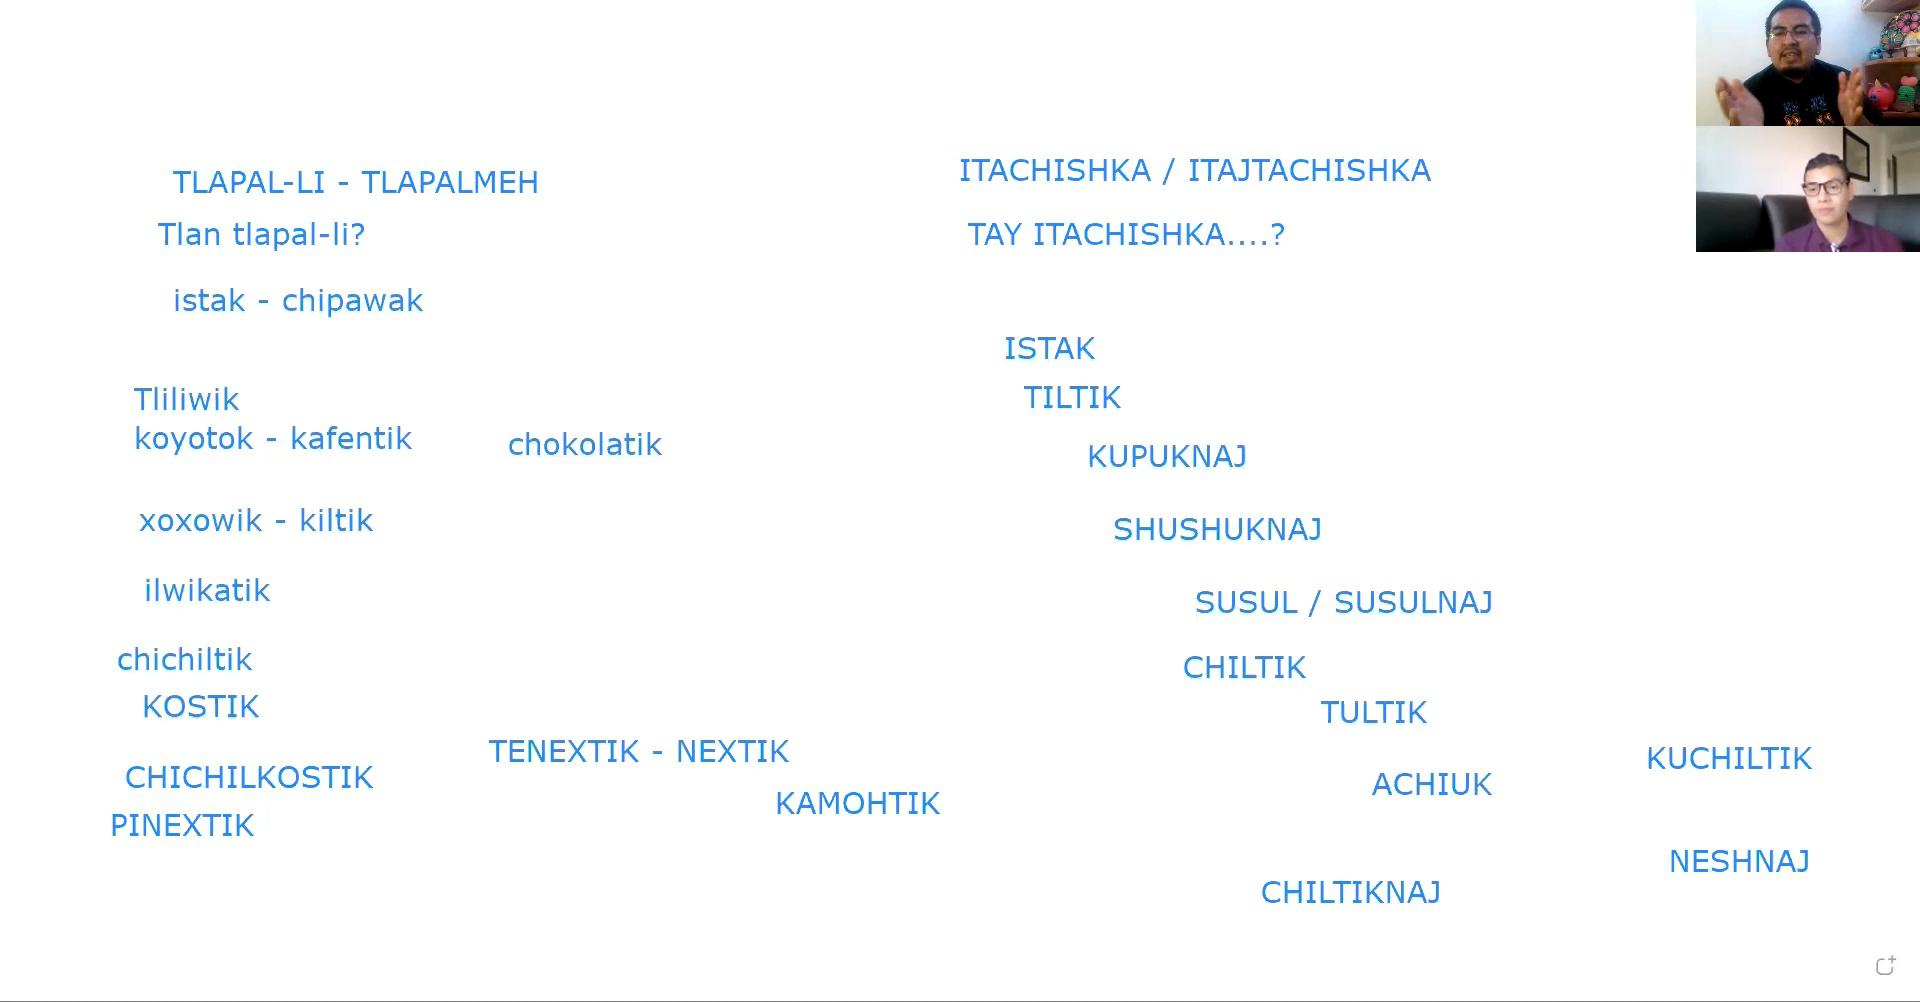 TLAPAL-LI - TLAPALMEH
Tlan tlapal-li?
istak - chipawak
Tliliwik
koyotok - kafentik
chokolatik
xoxowik - kiltik
ilwikatik
chichiltik
KOSTIK
TENEXTIK - NEXTIK
CHICHILKOSTIK
KAMOHTIK
PINEXTIK
ITACHISHKA / ITAJTACHISHKA
TAY ITACHISHKA....?
ISTAK
TILTIK
KUPUKNAJ
SHUSHUKNAJ
SUSUL / SUSULNAJ
CHILTIK
TULTIK
KUCHILTIK
ACHIUK
NESHNAJ
CHILTIKNAJ